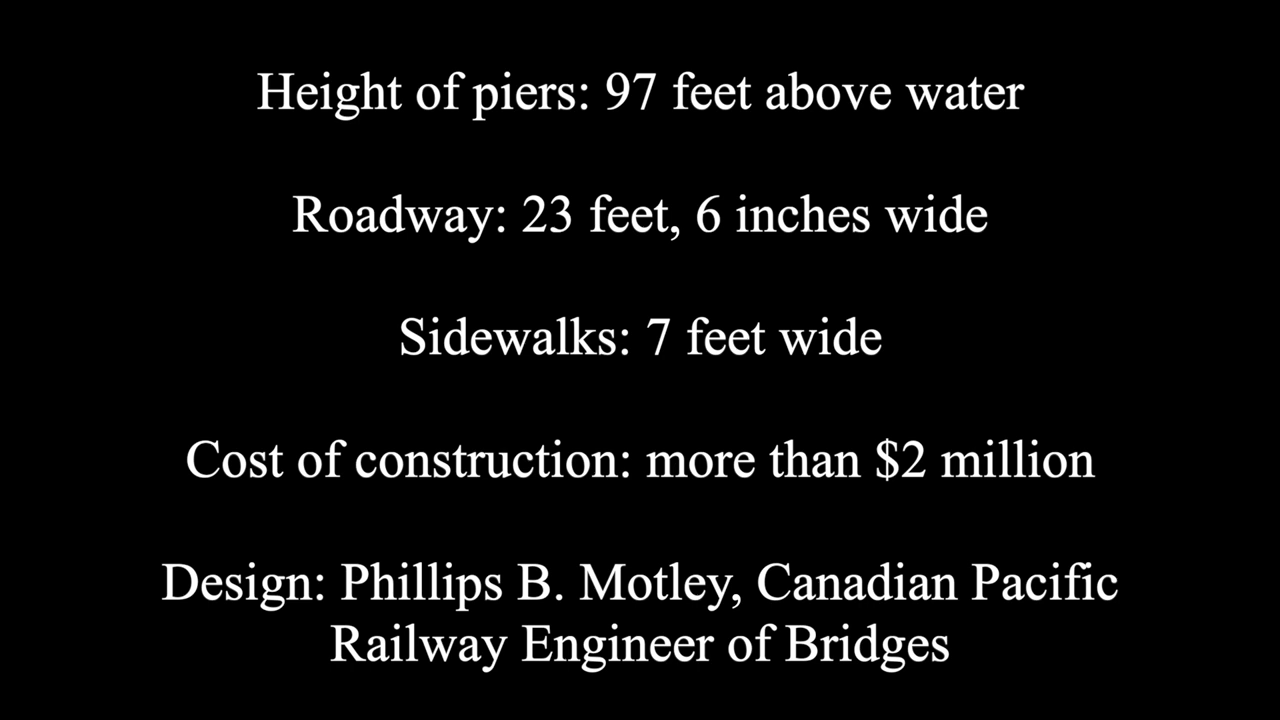 Height of piers: 97 feet above water
Roadway: 23 feet, 6 inches wide
Sidewalks: 7 feet wide
Cost of construction: more than $2 million
Design: Phillips B. Motley, Canadian Pacific
Railway Engineer of Bridges